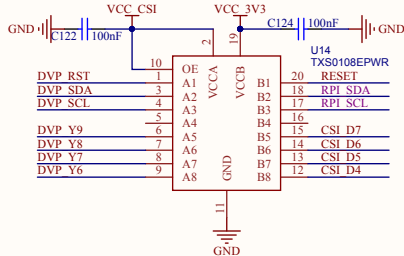 VCC_CSI VCC_3V3
GND C122 100nF C124 100nF GND
2 19
U14
TXS0108EPWR
10 OE VCCA VCCB
DVP_RST 1 A1 B1 20 RESET
DVP_SDA 3 A2 B2 18 RPI_SDA
DVP_SCL 4 A3 B3 17 RPI_SCL
5 A4 B4 16
DVP_Y9 6 A5 B5 15 CSI_D7
DVP_Y8 7 A6 B6 14 CSI_D6
DVP_Y7 8 A7 B7 13 CSI_D5
DVP_Y6 9 A8 B8 12 CSI_D4
GND
11
GND